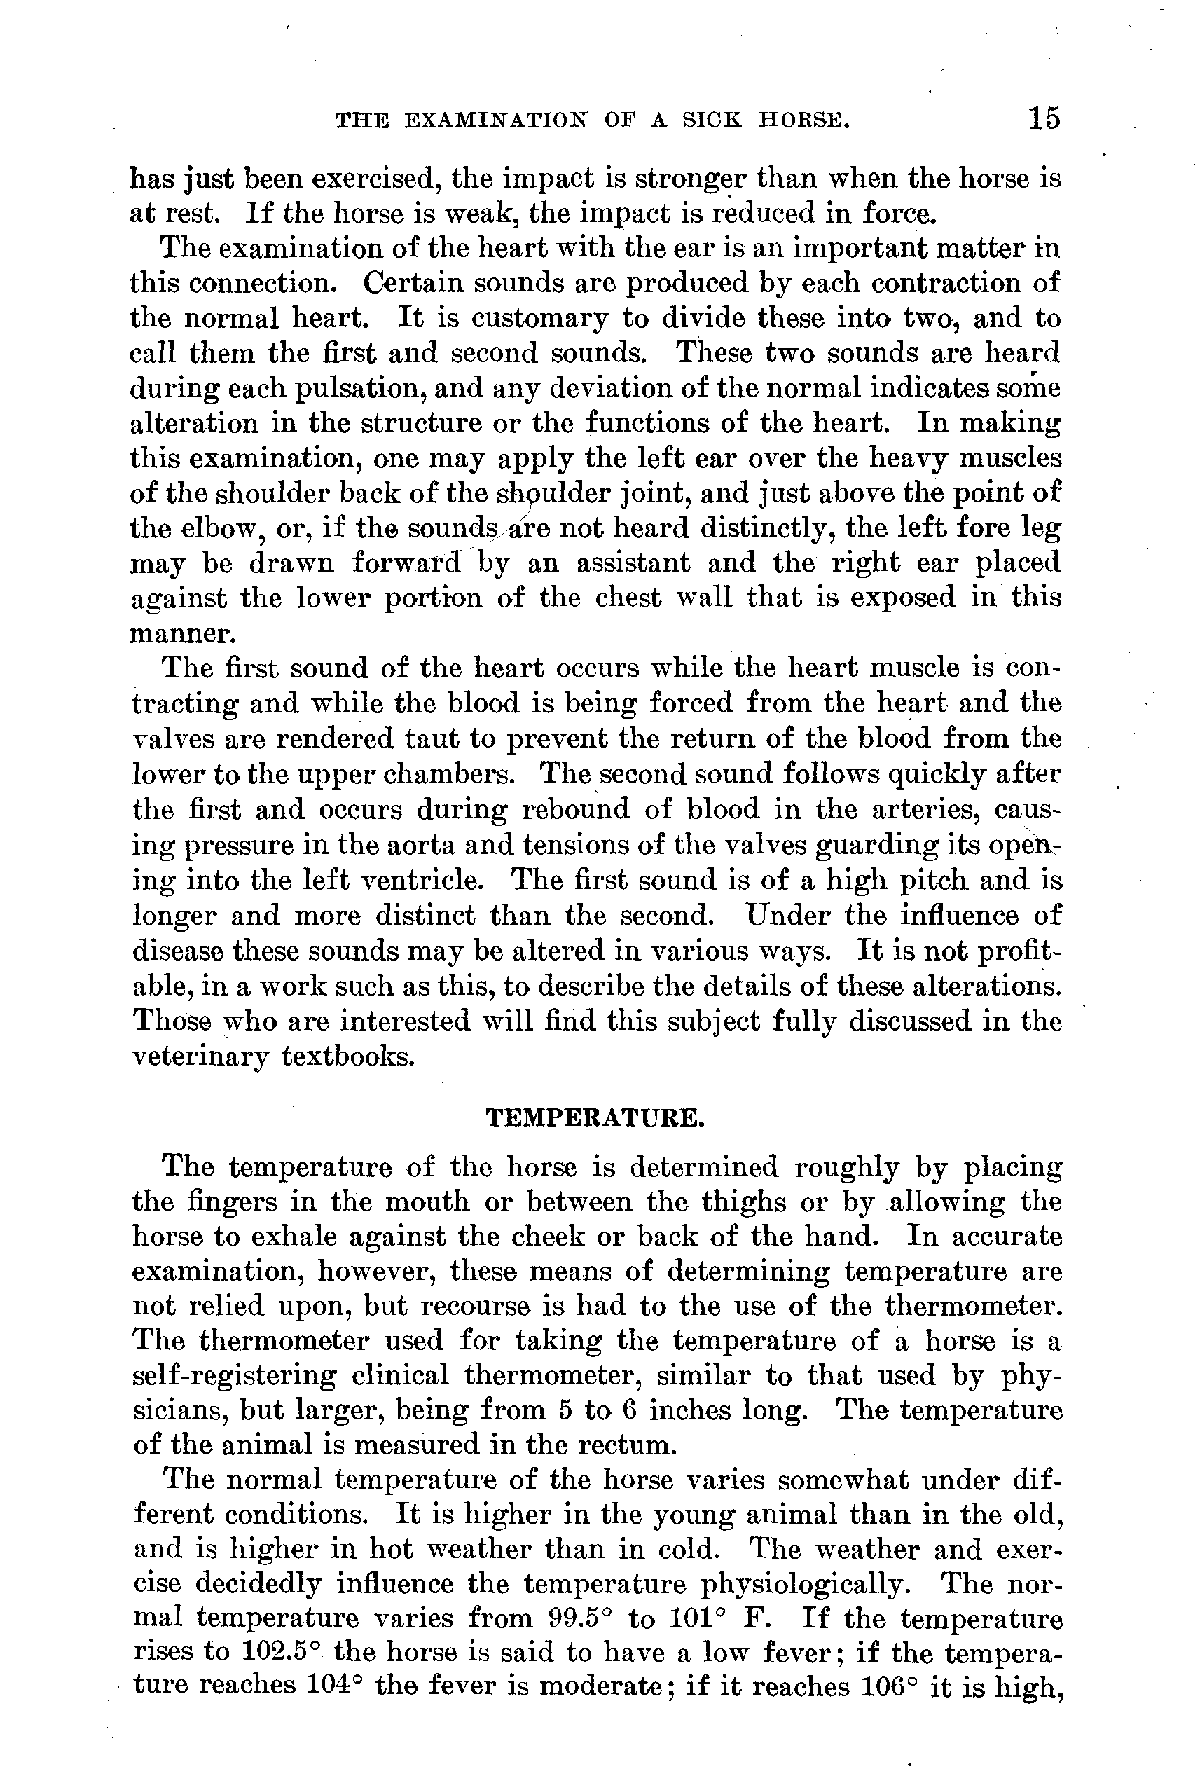 THE EXAMINATION OF A SICK HORSE. 15
has just been exercised, the impact is stronger than when the horse is
at rest. If the horse is weak, the impact is reduced in force.
The examination of the heart with the ear is an important matter in
this connection. Certain sounds are produced by each contraction of
the normal heart. It is customary to divide these into two, and to
call them the first and second sounds. These two sounds are heard
during each pulsation, and any deviation of the normal indicates some
alteration in the structure or the functions of the heart. In making
this examination, one may apply the left ear over the heavy muscles
of the shoulder back of the shoulder joint, and just above the point of
the elbow, or, if the sounds are not heard distinctly, the left fore leg
may be drawn forward by an assistant and the right ear placed
against the lower portion of the chest wall that is exposed in this
manner.
The first sound of the heart occurs while the heart muscle is con-
tracting and while the blood is being forced from the heart and the
valves are rendered taut to prevent the return of the blood from the
lower to the upper chambers. The second sound follows quickly after
the first and occurs during rebound of blood in the arteries, caus-
ing pressure in the aorta and tensions of the valves guarding its open-
ing into the left ventricle. The first sound is of a high pitch and is
longer and more distinct than the second. Under the influence of
disease these sounds may be altered in various ways. It is not profit-
able, in a work such as this, to describe the details of these alterations.
Those who are interested will find this subject fully discussed in the
veterinary textbooks.
TEMPERATURE.
The temperature of the horse is determined roughly by placing
the fingers in the mouth or between the thighs or by allowing the
horse to exhale against the cheek or back of the hand. In accurate
examination, however, these means of determining temperature are
not relied upon, but recourse is had to the use of the thermometer.
The thermometer used for taking the temperature of a horse is a
self-registering clinical thermometer, similar to that used by phy-
sicians, but larger, being from 5 to 6 inches long. The temperature
of the animal is measured in the rectum.
The normal temperature of the horse varies somewhat under dif-
ferent conditions. It is higher in the young animal than in the old,
and is higher in hot weather than in cold. The weather and exer-
cise decidedly influence the temperature physiologically. The nor-
mal temperature varies from 99.5° to 101° F. If the temperature
rises to 102.5° the horse is said to have a low fever; if the tempera-
ture reaches 104° the fever is moderate; if it reaches 106° it is high,